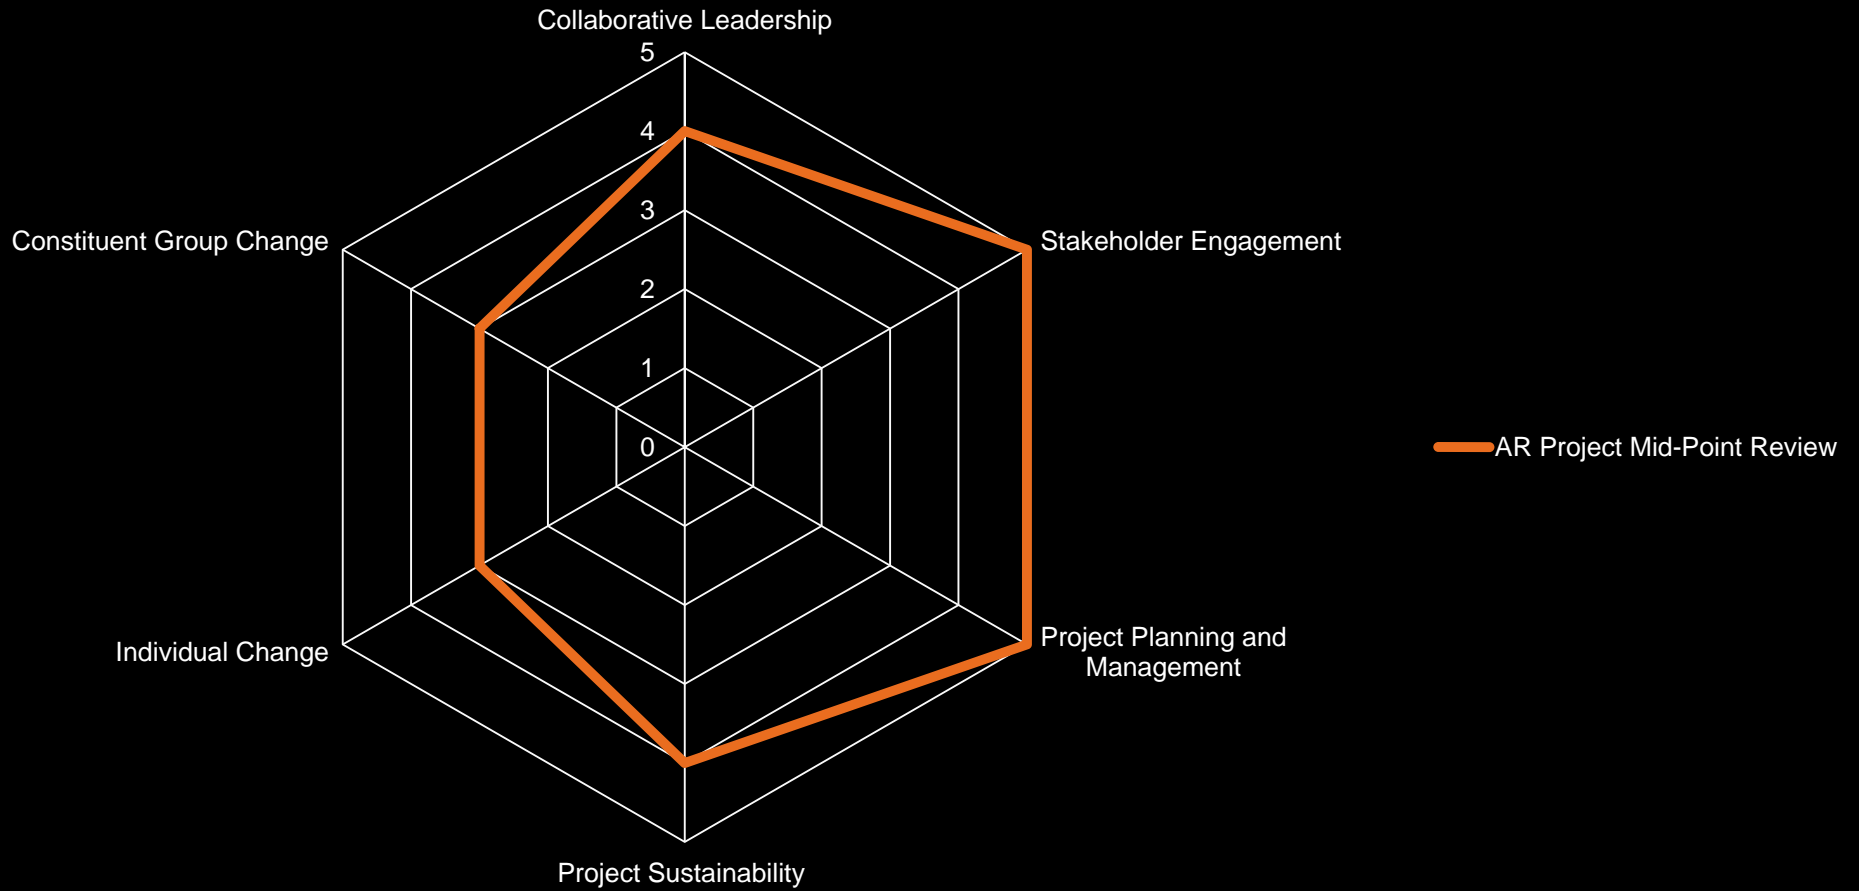 Collaborative Leadership
5
4
3
2
1
0
Constituent Group Change
Stakeholder Engagement
AR Project Mid-Point Review
Individual Change
Project Planning and
Management
Project Sustainability